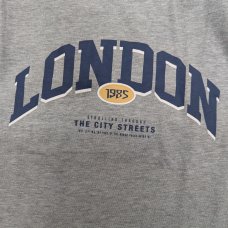 LONDON
1985
STROLLING THROUGH
THE CITY STREETS